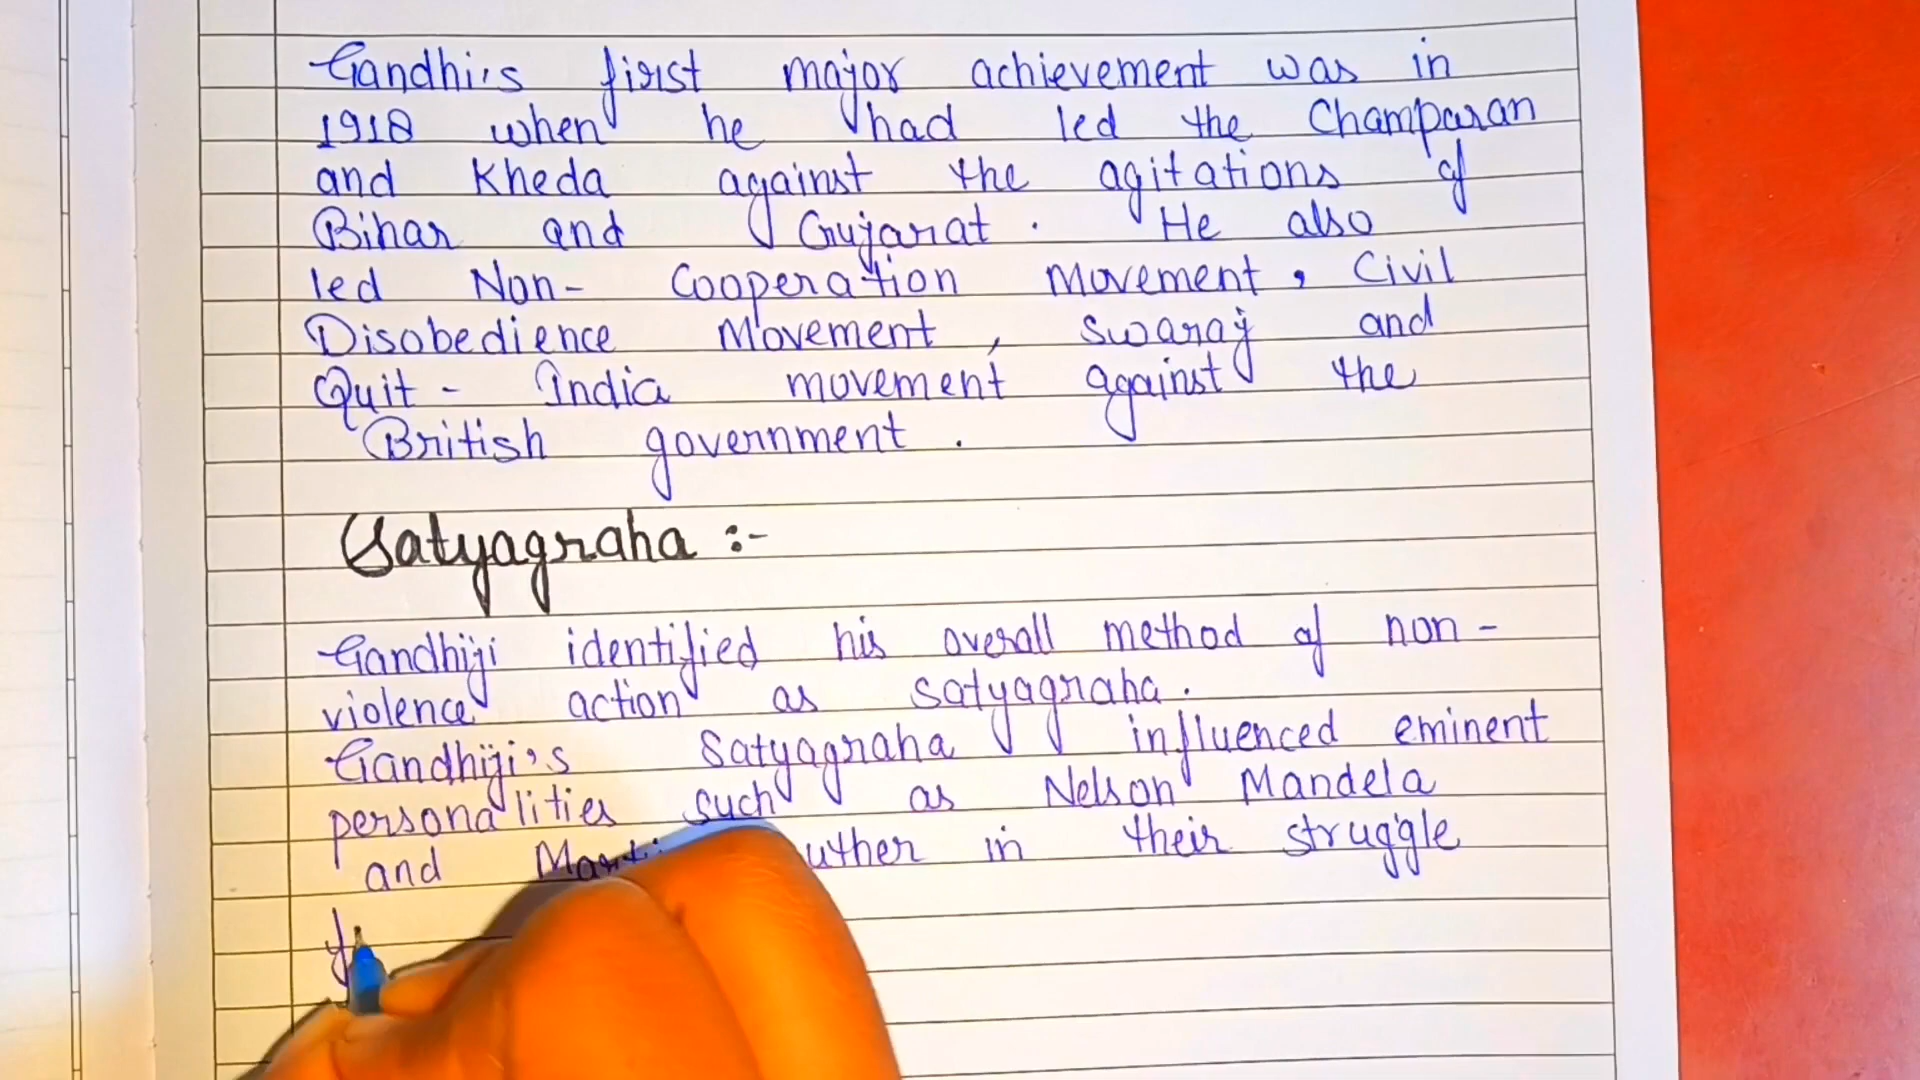 Gandhi's first major achievement was in
1918 when he had led the Champaran
and Kheda against the agitations of
Bihar and Gujarat. He also
led Non-Cooperation Movement, Civil
Disobedience Movement, swaraj and
Quit-India movement against the
British government.
Satyagraha :-
Gandhiji identified his overall method of non-
violence action as satyagraha.
Gandhiji's Satyagraha influenced eminent
personalities such as Nelson Mandela
and in their struggle